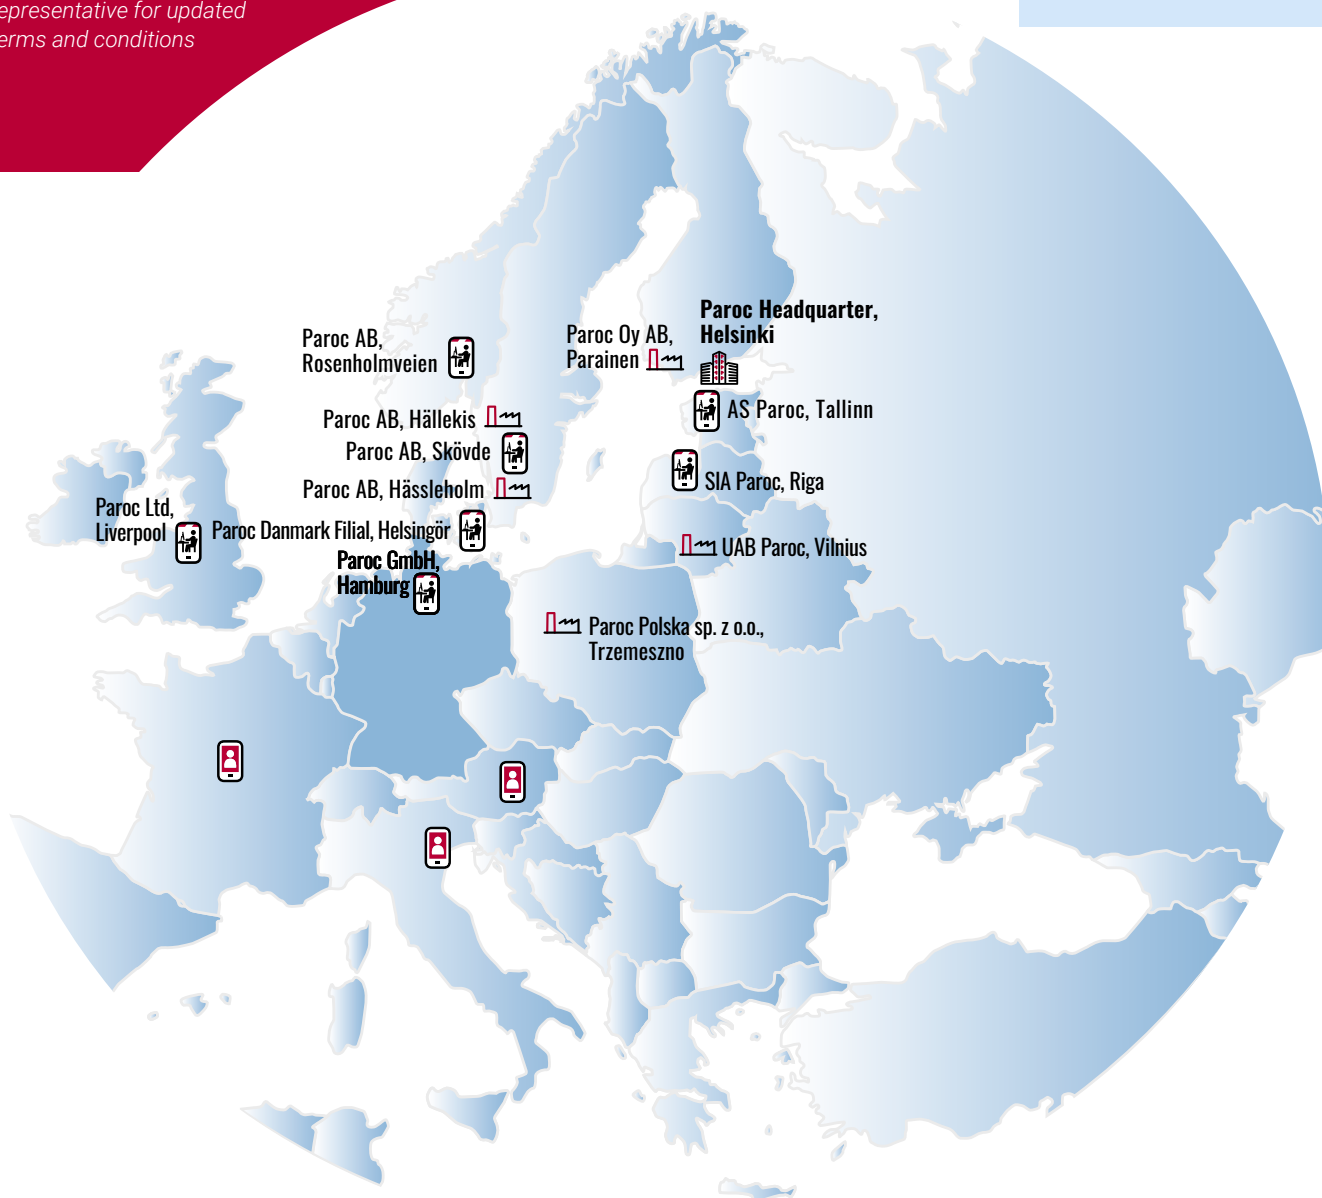 epresentative for updated
erms and conditions
Paroc Headquarter,
Helsinki
Paroc Oy AB,
Parainen
Paroc AB,
Rosenholmveien
AS Paroc, Tallinn
Paroc AB, Hällekis
Paroc AB, Skövde
SIA Paroc, Riga
Paroc AB, Hässleholm
Paroc Ltd,
Liverpool
Paroc Danmark Filial, Helsingör
UAB Paroc, Vilnius
Paroc GmbH,
Hamburg
Paroc Polska sp. z o.o.,
Trzemeszno